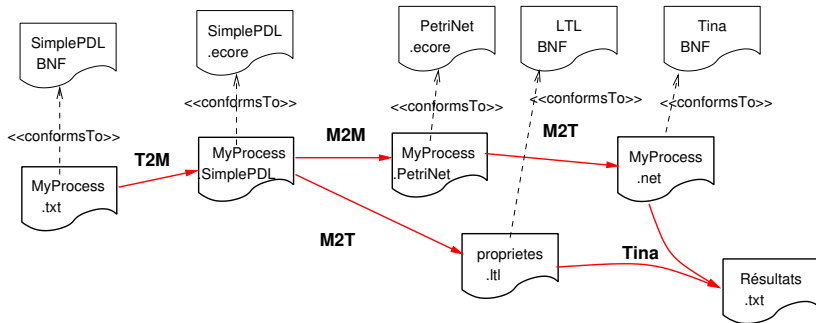 SimplePDL
BNF
SimplePDL
.ecore
PetriNet
.ecore
LTL
BNF
Tina
BNF
<<conformsTo>>
<<conformsTo>>
<<conformsTo>>
<<conformsTo>>
<<conformsTo>>
T2M
M2M
M2T
MyProcess
.txt
MyProcess
.SimplePDL
MyProcess
.PetriNet
MyProcess
.net
M2T
proprietes
.ltl
Tina
Résultats
.txt